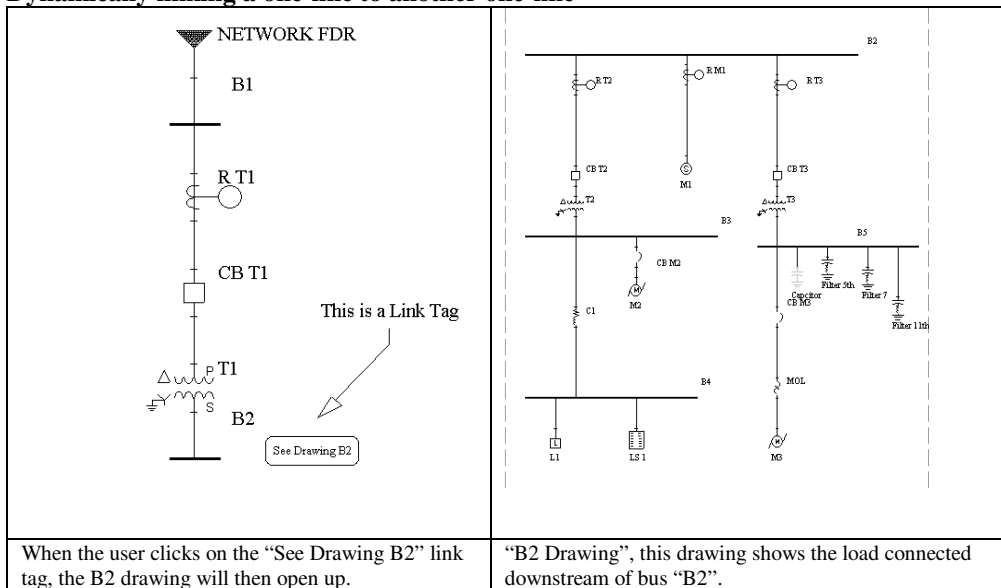 Dynamically linking a one-line to another one-line
NETWORK FDR
B1
R T1
CB T1
This is a Link Tag
T1
P
S
B2
See Drawing B2
B2
R T2
R M1
R T3
CB T2
S
M1
CB T3
T2
T3
B3
B5
CB M2
M
M2
Capcitor
Filter 5th
Filter 7
Filter 11th
CB M3
C1
MOL
B4
L
L1
LS 1
M
M3
When the user clicks on the “See Drawing B2” link
tag, the B2 drawing will then open up.
“B2 Drawing”, this drawing shows the load connected
downstream of bus “B2”.